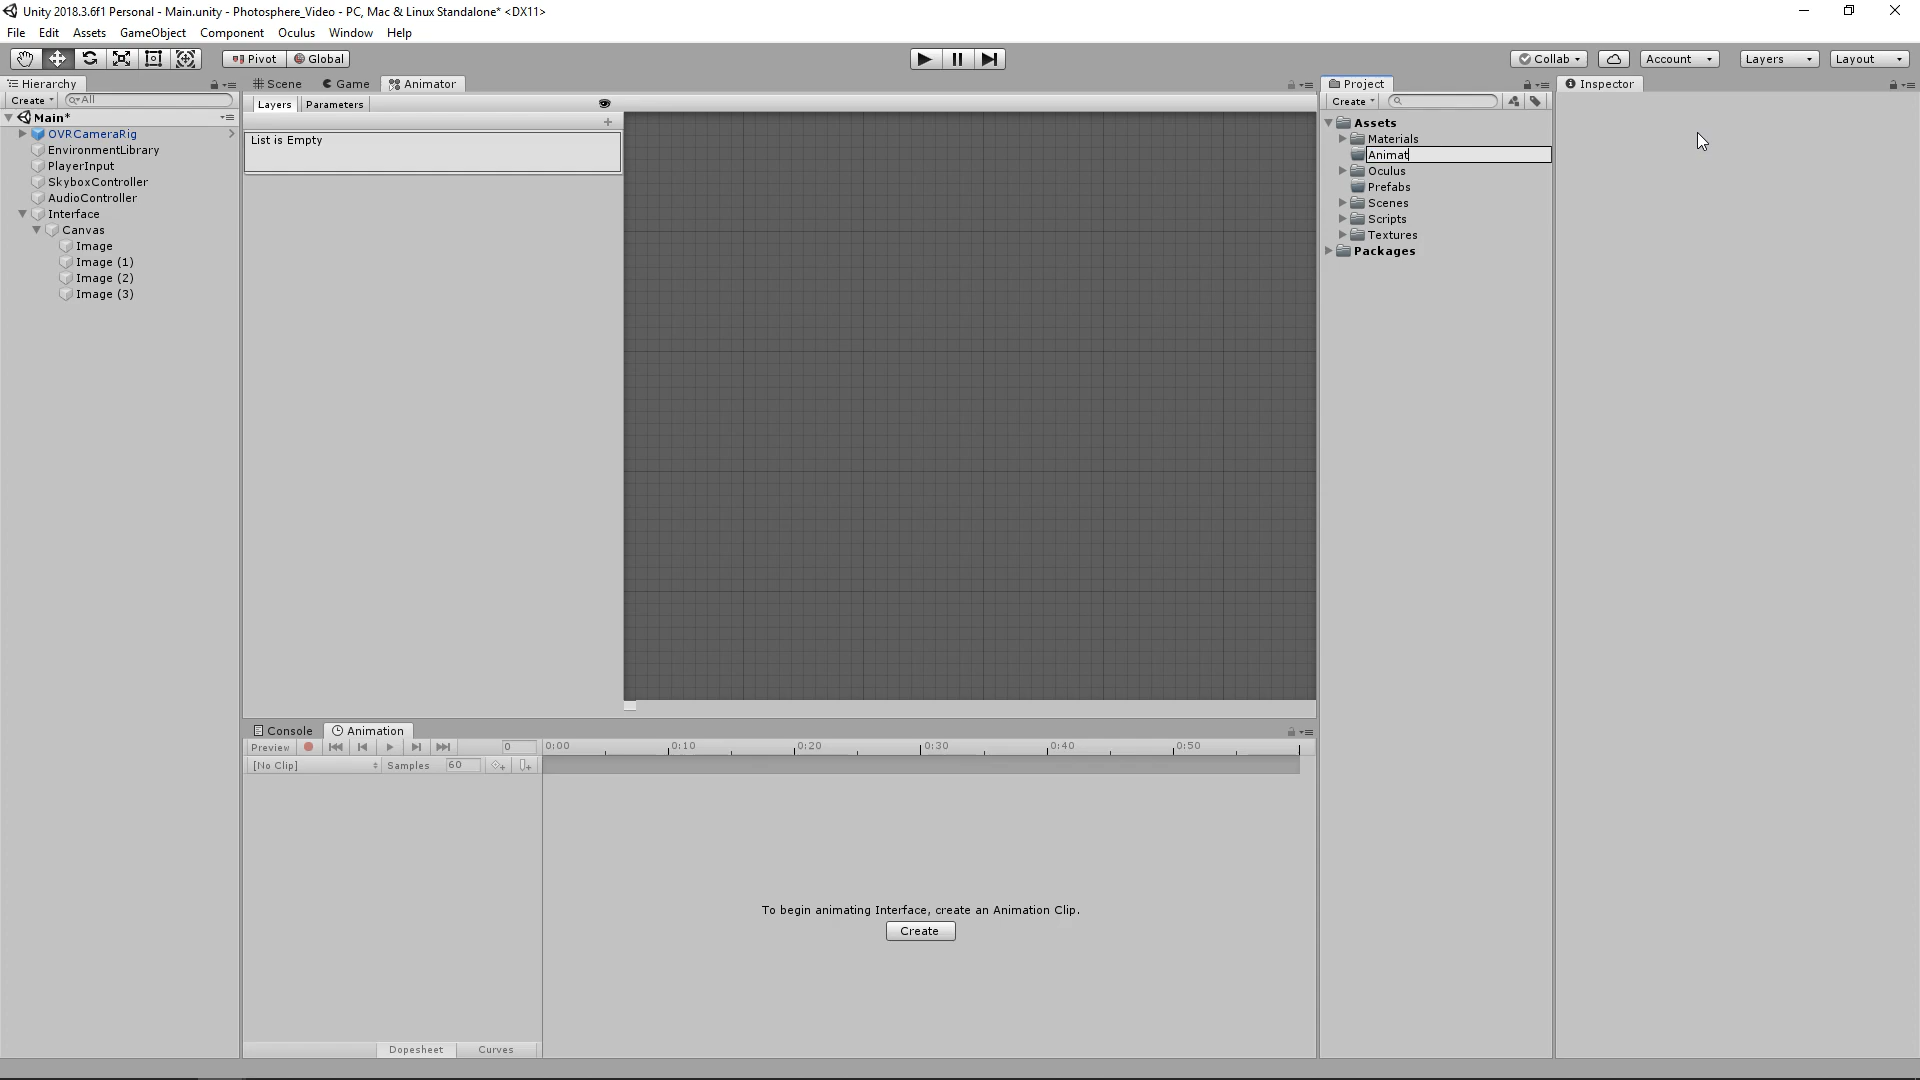 Unity 2018.3.6f1 Personal - Main.unity - Photosphere_Video - PC, Mac & Linux Standalone* <DX11>
File Edit Assets GameObject Component Oculus Window Help
Pivot Global Collab Account Layers Layout
Hierarchy
Create All
Main*
OVRCameraRig
EnvironmentLibrary
PlayerInput
SkyboxController
AudioController
Interface
Canvas
Image
Image (1)
Image (2)
Image (3)
Scene Game Animator
Layers Parameters
List is Empty
Console Animation
Preview 0 0:00 0:10 0:20 0:30 0:40 0:50
[No Clip] Samples 60
To begin animating Interface, create an Animation Clip.
Create
Dopesheet Curves
Project
Create
Assets
Materials
Animat
Oculus
Prefabs
Scenes
Scripts
Textures
Packages
Inspector